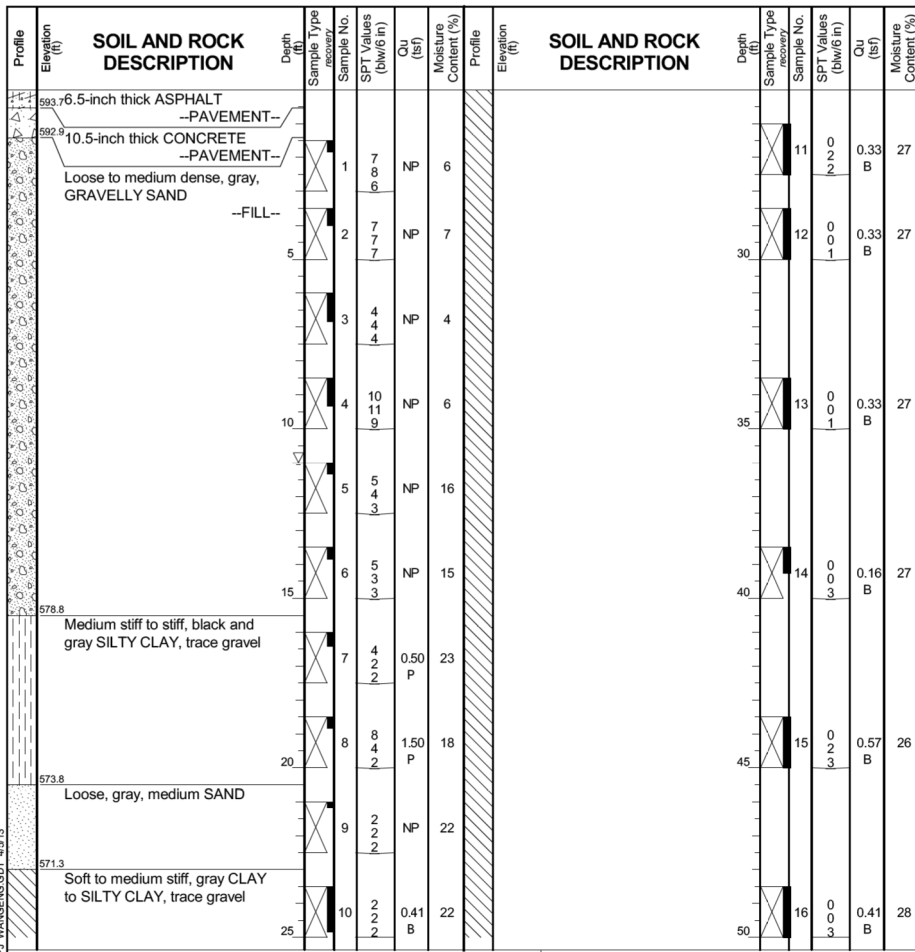 Profile
Elevation (ft)
SOIL AND ROCK
DESCRIPTION
Depth (ft)
Sample Type
recovery
Sample No.
SPT Values (blw/6 in)
Qu (tsf)
Moisture Content (%)
Profile
Elevation (ft)
SOIL AND ROCK
DESCRIPTION
Depth (ft)
Sample Type
recovery
Sample No.
SPT Values (blw/6 in)
Qu (tsf)
Moisture Content (%)
593.7 6.5-inch thick ASPHALT
--PAVEMENT--
592.9 10.5-inch thick CONCRETE
--PAVEMENT--
Loose to medium dense, gray,
GRAVELLY SAND
--FILL--
1 7 8 6 NP 6
5 2 7 7 7 NP 7
3 4 4 4 NP 4
10 4 10 11 9 NP 6
5 5 4 3 NP 16
15 6 5 3 3 NP 15
578.8
Medium stiff to stiff, black and
gray SILTY CLAY, trace gravel
7 4 2 2 0.50 P 23
20 8 8 4 2 1.50 P 18
573.8
Loose, gray, medium SAND
9 2 2 2 NP 22
571.3
Soft to medium stiff, gray CLAY
to SILTY CLAY, trace gravel
25 10 2 2 2 0.41 B 22
11 0 2 2 0.33 B 27
30 12 0 0 1 0.33 B 27
35 13 0 0 1 0.33 B 27
40 14 0 0 3 0.16 B 27
45 15 0 2 3 0.57 B 26
50 16 0 0 3 0.41 B 28